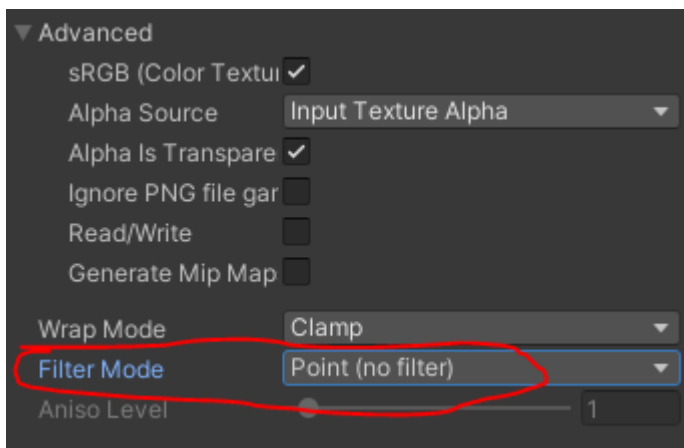 Advanced
sRGB (Color Textu
Alpha Source Input Texture Alpha
Alpha Is Transpare
Ignore PNG file gar
Read/Write
Generate Mip Map
Wrap Mode Clamp
Filter Mode Point (no filter)
Aniso Level 1